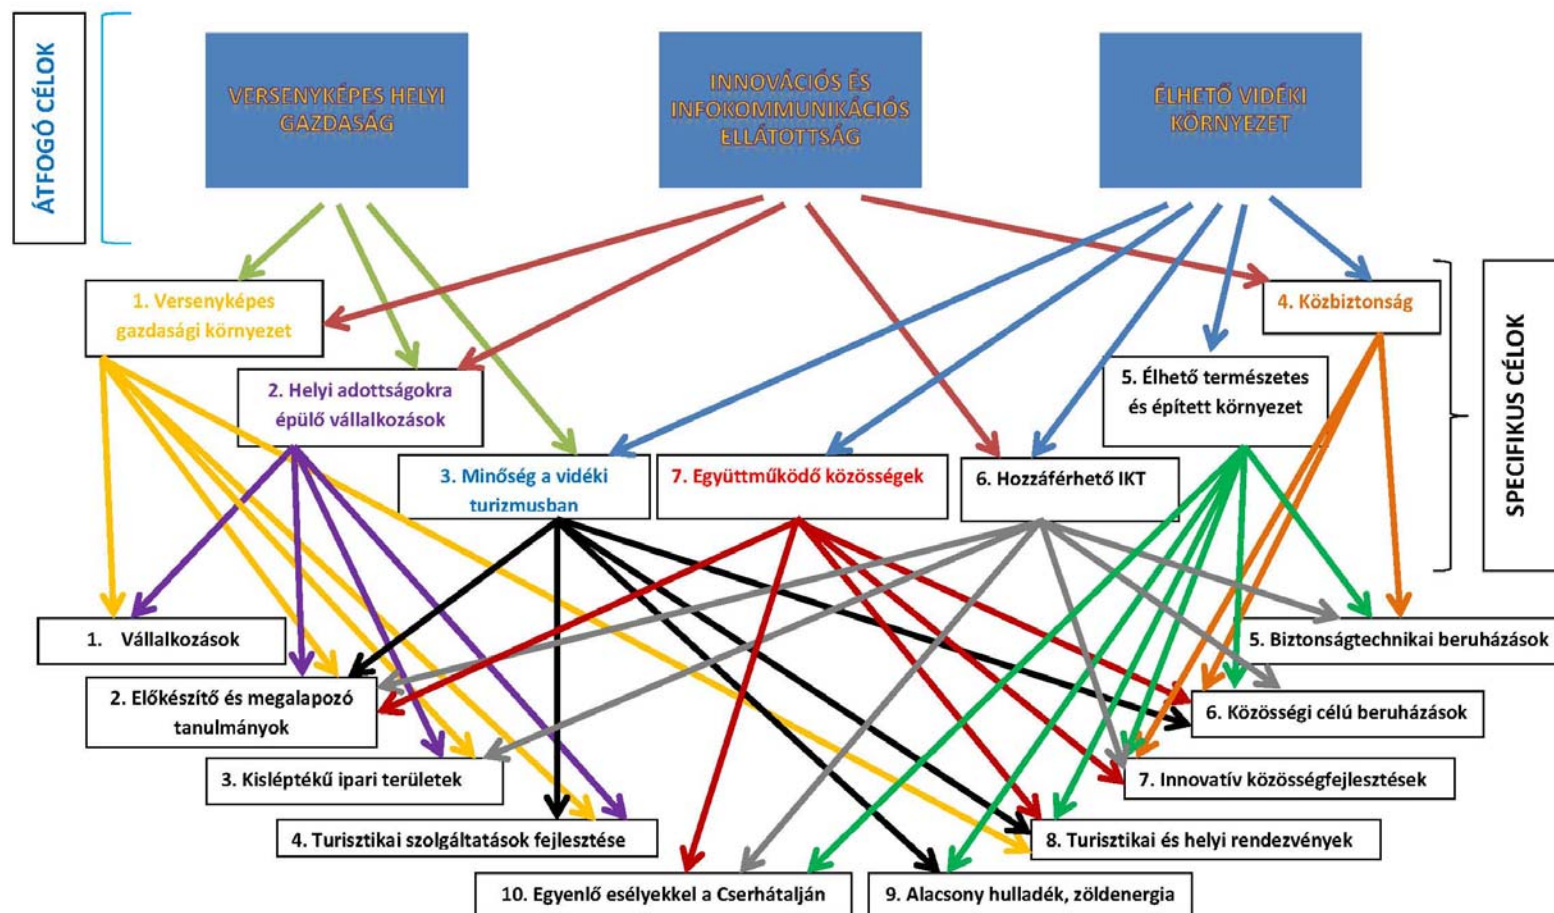 ÁTFOGÓ CÉLOK
VERSENYKÉPES HELYI
GAZDASÁG
INNOVÁCIÓS ÉS
INFOKOMMUNIKÁCIÓS
ELLÁTOTTSÁG
ÉLHETŐ VIDÉKI
KÖRNYEZET
SPECIFIKUS CÉLOK
1. Versenyképes
gazdasági környezet
4. Közbiztonság
2. Helyi adottságokra
épülő vállalkozások
5. Élhető természetes
és épített környezet
3. Minőség a vidéki
turizmusban
7. Együttműködő közösségek
6. Hozzáférhető IKT
1. Vállalkozások
5. Biztonságtechnikai beruházások
2. Előkészítő és megalapozó
tanulmányok
6. Közösségi célú beruházások
3. Kisléptékű ipari területek
7. Innovatív közösségfejlesztések
4. Turisztikai szolgáltatások fejlesztése
8. Turisztikai és helyi rendezvények
10. Egyenlő esélyekkel a Cserhátalján
9. Alacsony hulladék, zöldenergia